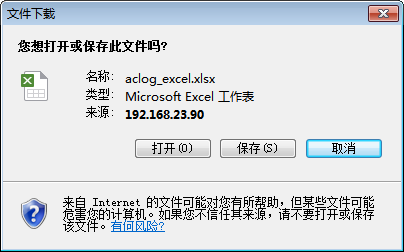 文件下载
您想打开或保存此文件吗?
名称: aclog_excel.xlsx
类型: Microsoft Excel 工作表
来源: 192.168.23.90
打开(O) 保存(S) 取消
来自 Internet 的文件可能对您有所帮助,但某些文件可能
危害您的计算机。如果您不信任其来源,请不要打开或保存
该文件。有何风险?